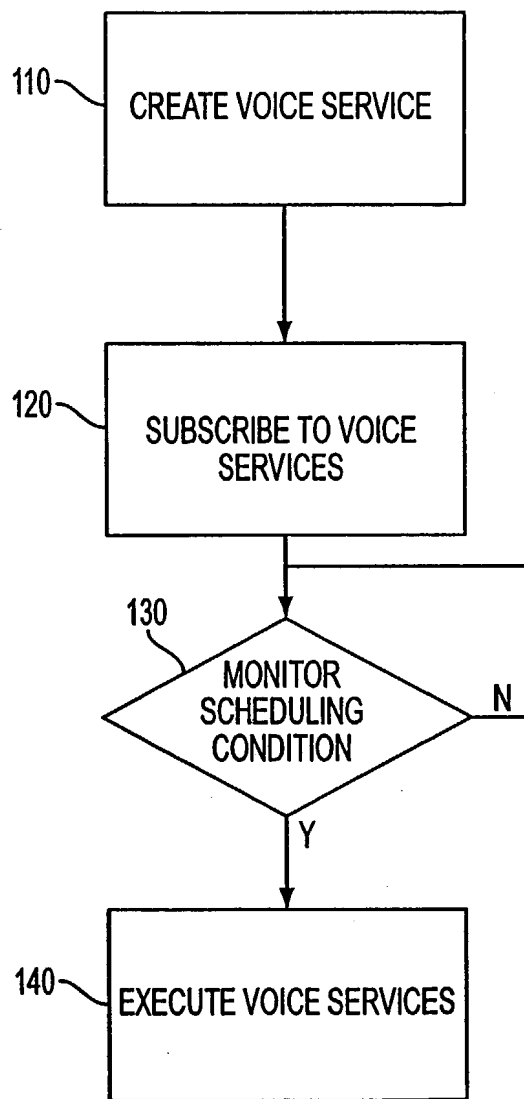 110
CREATE VOICE SERVICE
120
SUBSCRIBE TO VOICE
SERVICES
130
MONITOR
SCHEDULING
CONDITION
N
Y
140
EXECUTE VOICE SERVICES